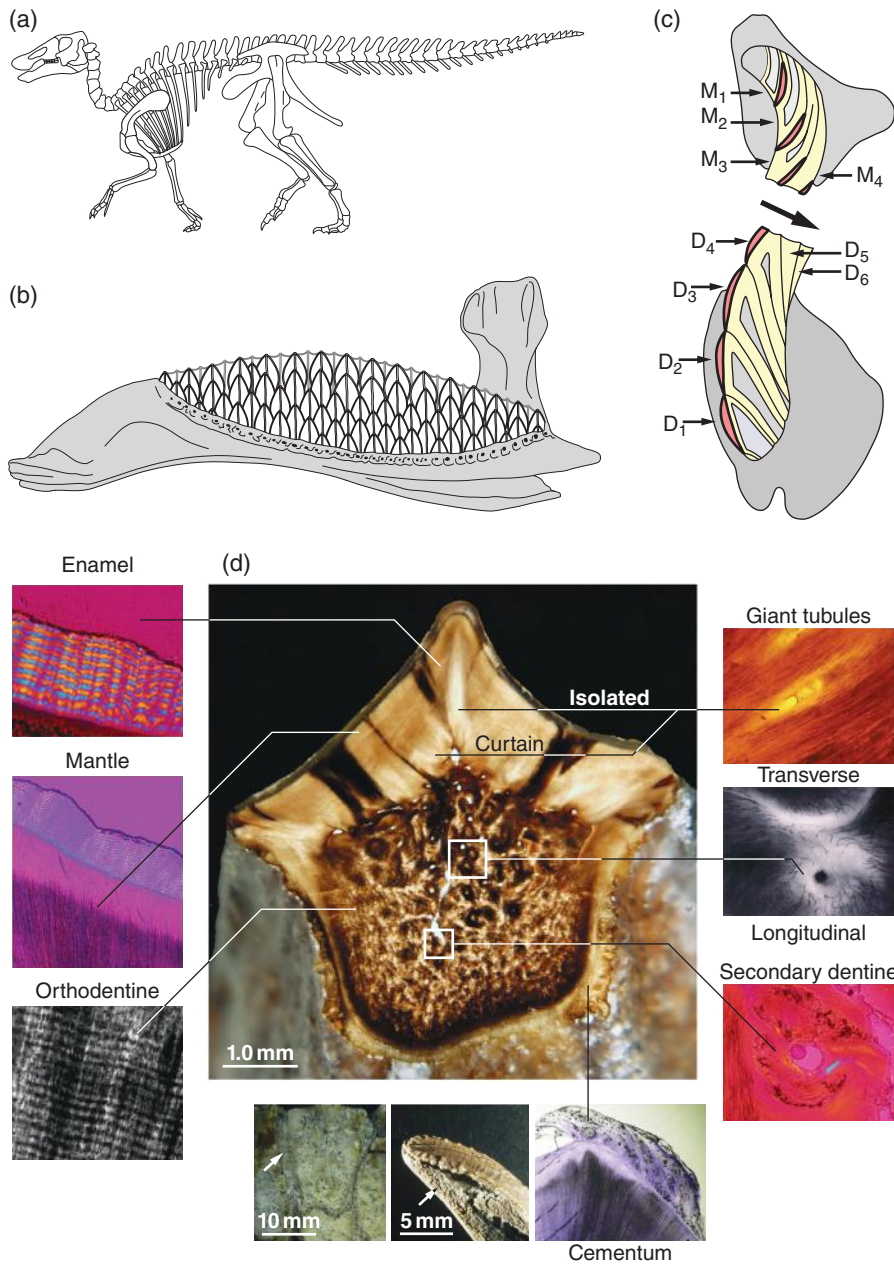 (a)
(c)
M₁
M₂
M₃
M₄
D₄
D₅
D₃
D₆
D₂
D₁
(b)
Enamel
(d)
Giant tubules
Isolated
Curtain
Mantle
Transverse
Longitudinal
Orthodentine
Secondary dentine
1.0 mm
10 mm
5 mm
Cementum